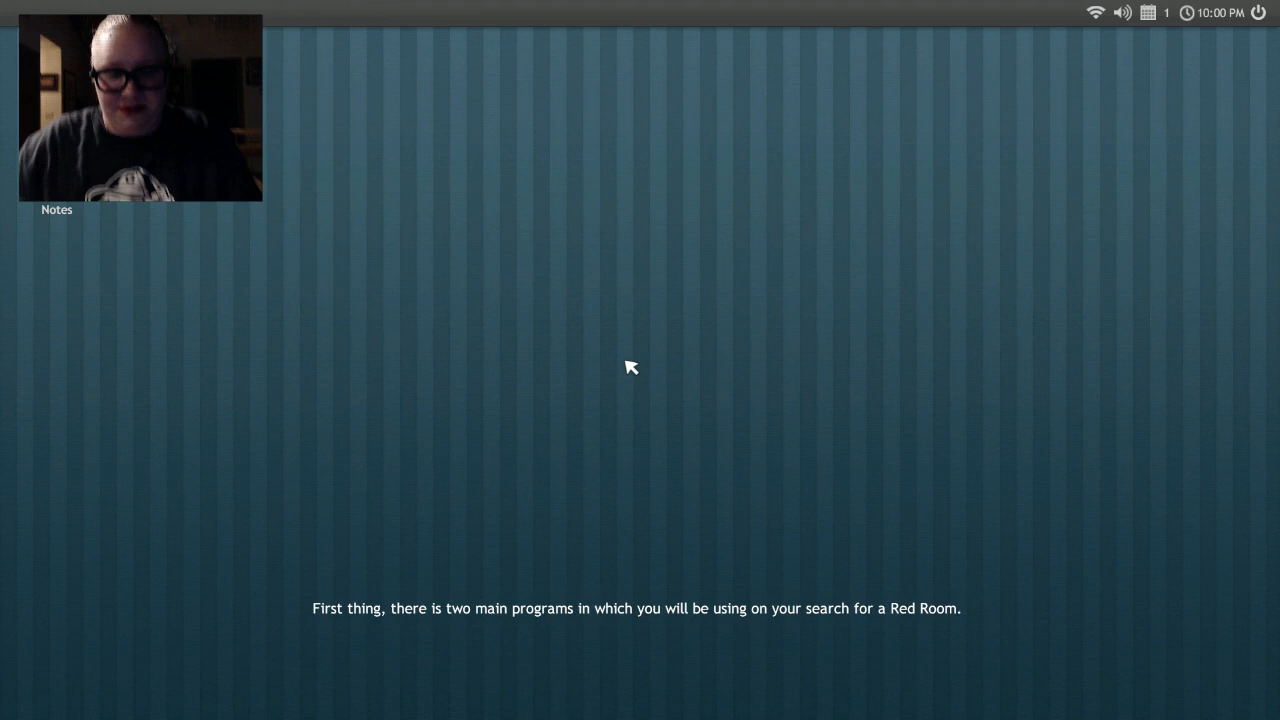 1 10:00 PM
Notes
First thing, there is two main programs in which you will be using on your search for a Red Room.